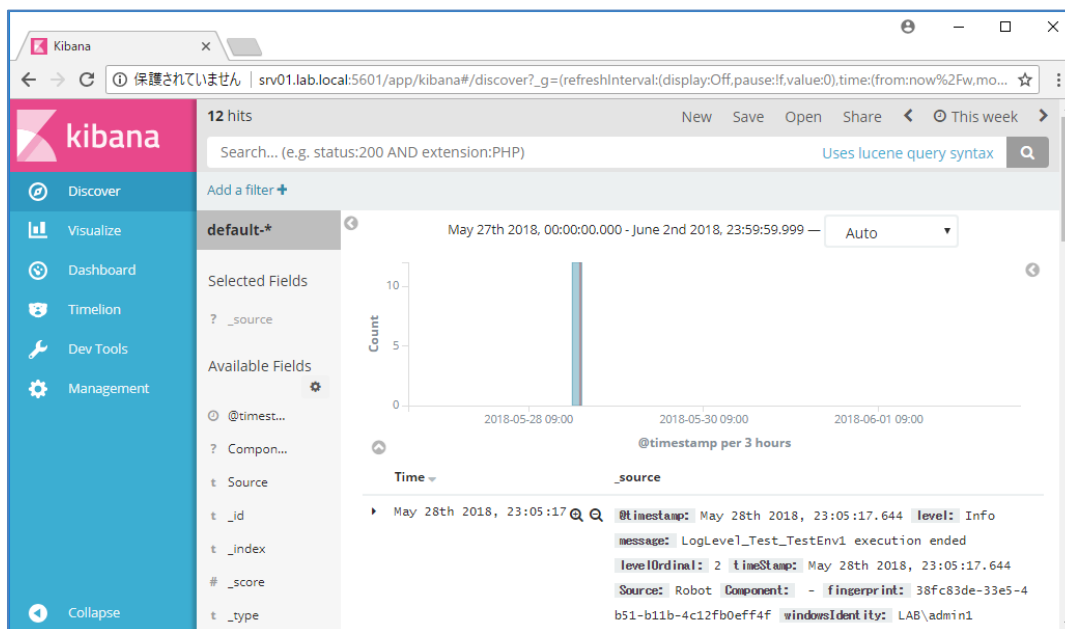 Kibana
保護されていません srv01.lab.local:5601/app/kibana#/discover?_g=(refreshInterval:(display:Off,pause:!f,value:0),time:(from:now%2Fw,mo...
kibana
Discover
Visualize
Dashboard
Timelion
Dev Tools
Management
Collapse
12 hits
New Save Open Share This week
Search... (e.g. status:200 AND extension:PHP) Uses lucene query syntax
Add a filter
default-*
Selected Fields
? _source
Available Fields
@timest...
? Compon...
t Source
t _id
t _index
# _score
t _type
May 27th 2018, 00:00:00.000 - June 2nd 2018, 23:59:59.999 — Auto
Count
10
5
0
2018-05-28 09:00 2018-05-30 09:00 2018-06-01 09:00
@timestamp per 3 hours
Time _source
May 28th 2018, 23:05:17
@timestamp: May 28th 2018, 23:05:17.644 level: Info
message: LogLevel_Test_TestEnv1 execution ended
levelOrdinal: 2 timeStamp: May 28th 2018, 23:05:17.644
Source: Robot Component: - fingerprint: 38fc83de-33e5-4
b51-b11b-4c12fb0eff4f windowsIdentity: LAB\admin1